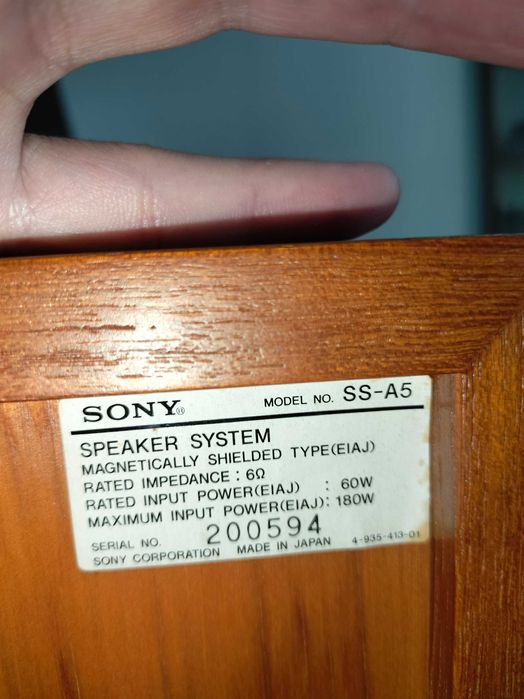 SONY® MODEL NO. SS-A5
SPEAKER SYSTEM
MAGNETICALLY SHIELDED TYPE(EIAJ)
RATED IMPEDANCE : 6Ω
RATED INPUT POWER(EIAJ) : 60W
MAXIMUM INPUT POWER(EIAJ): 180W
SERIAL NO. 200594
SONY CORPORATION MADE IN JAPAN 4-935-413-01